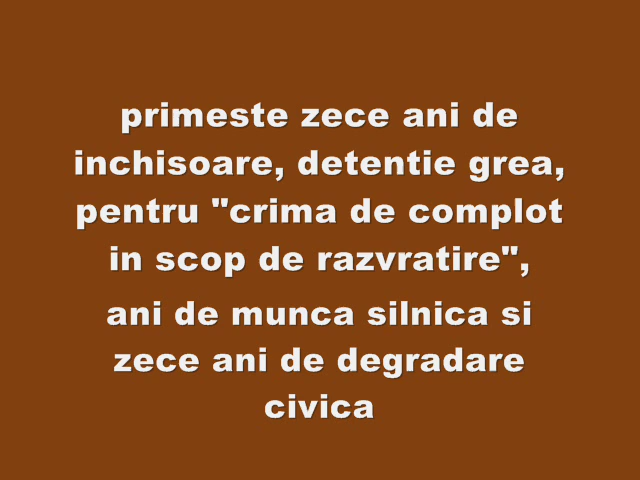 primeste zece ani de
inchisoare, detentie grea,
pentru "crima de complot
in scop de razvratire",
ani de munca silnica si
zece ani de degradare
civica